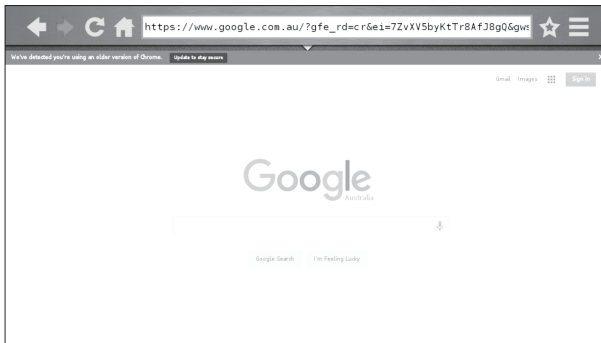 https://www.google.com.au/?gfe_rd=cr&ei=7ZvXV5byKtTr8AfJ8gQ&gws
We've detected you're using an older version of Chrome. Update to stay secure
Gmail Images Sign in
Google
Australia
Google Search I'm Feeling Lucky